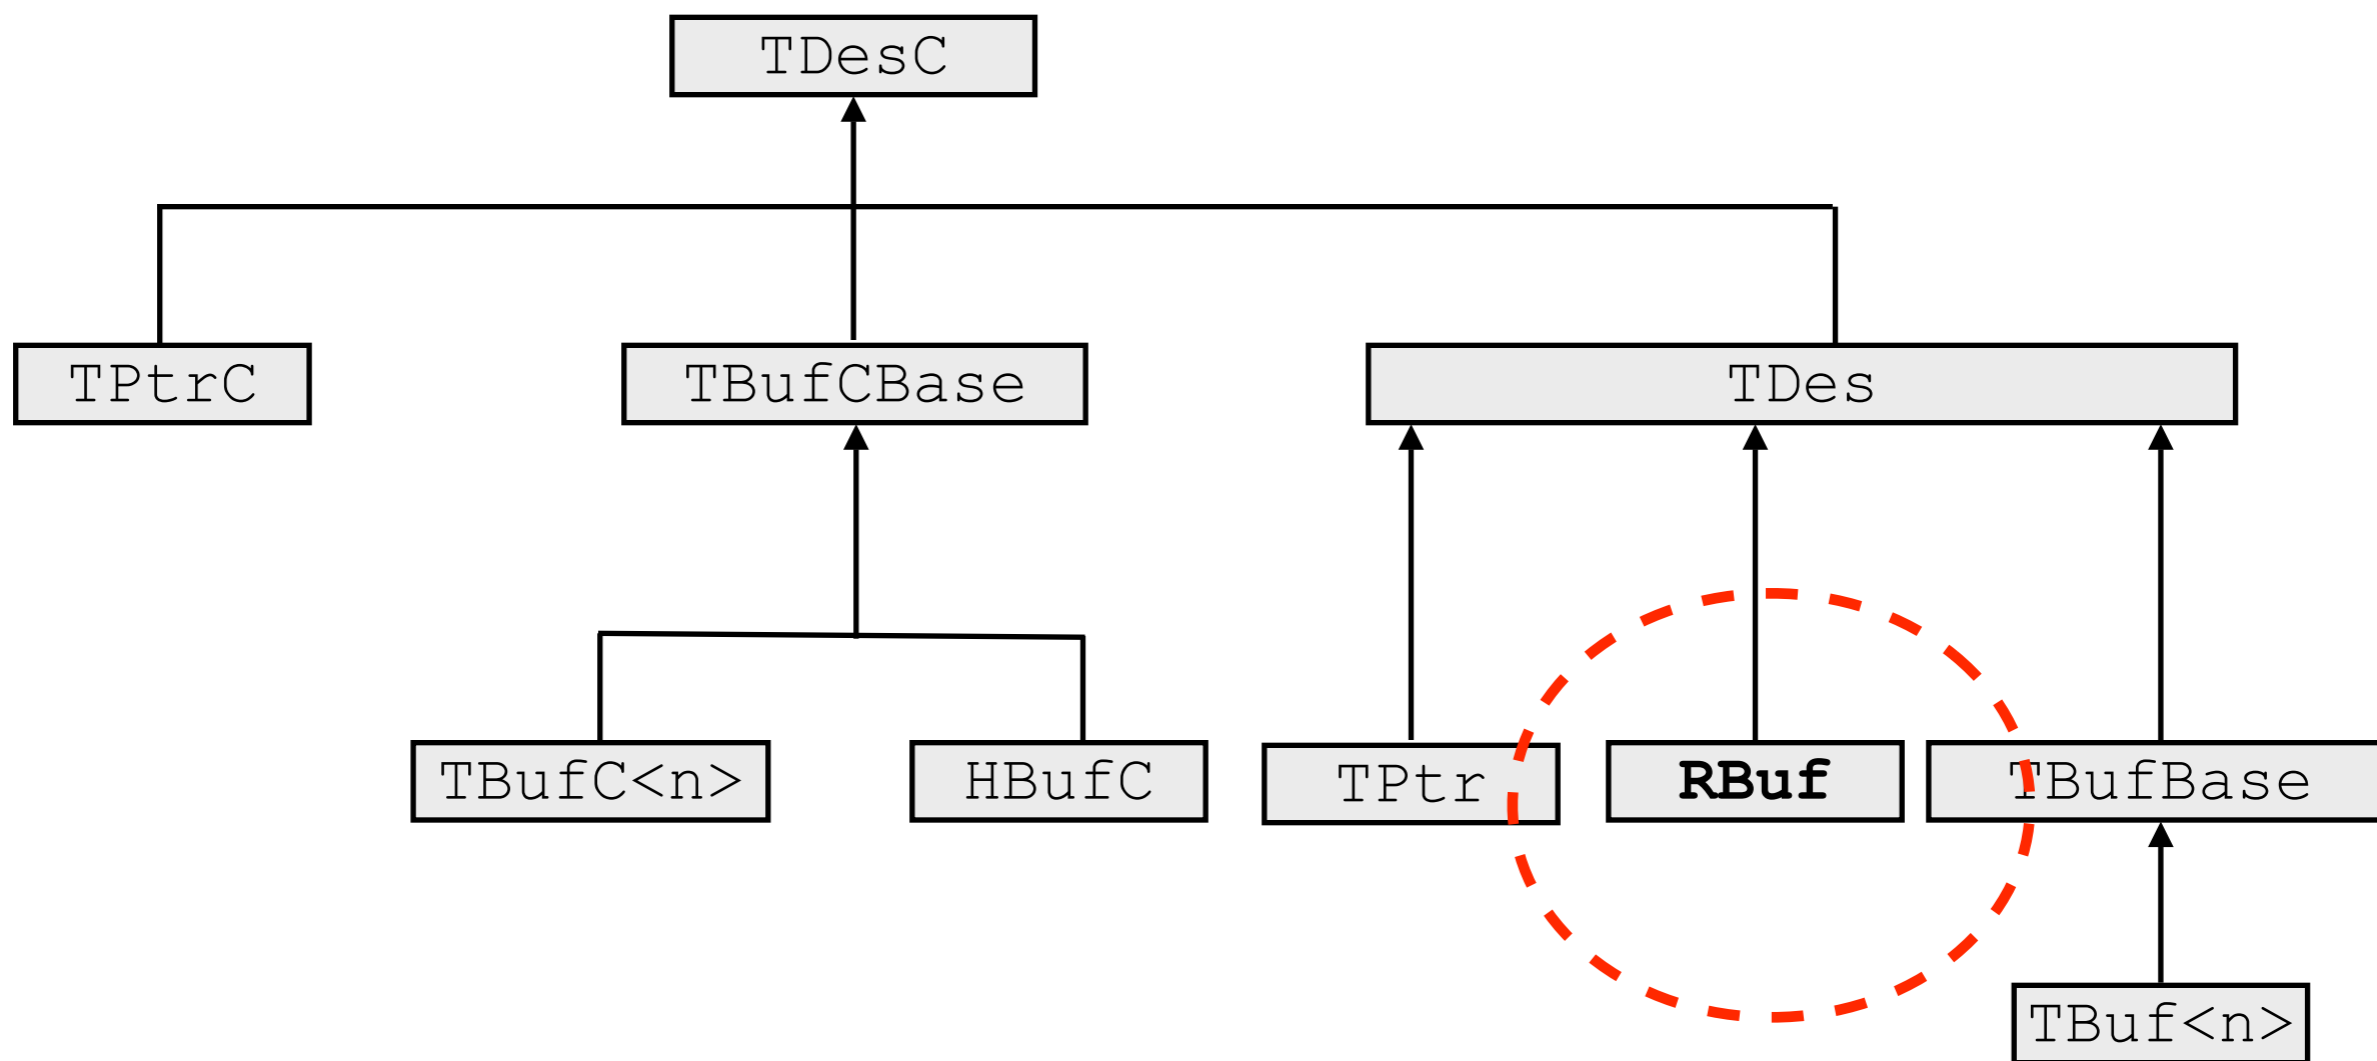 TDesC
TPtrC
TBufCBase
TDes
TBufC<n>
HBufC
TPtr
RBuf
TBufBase
TBuf<n>